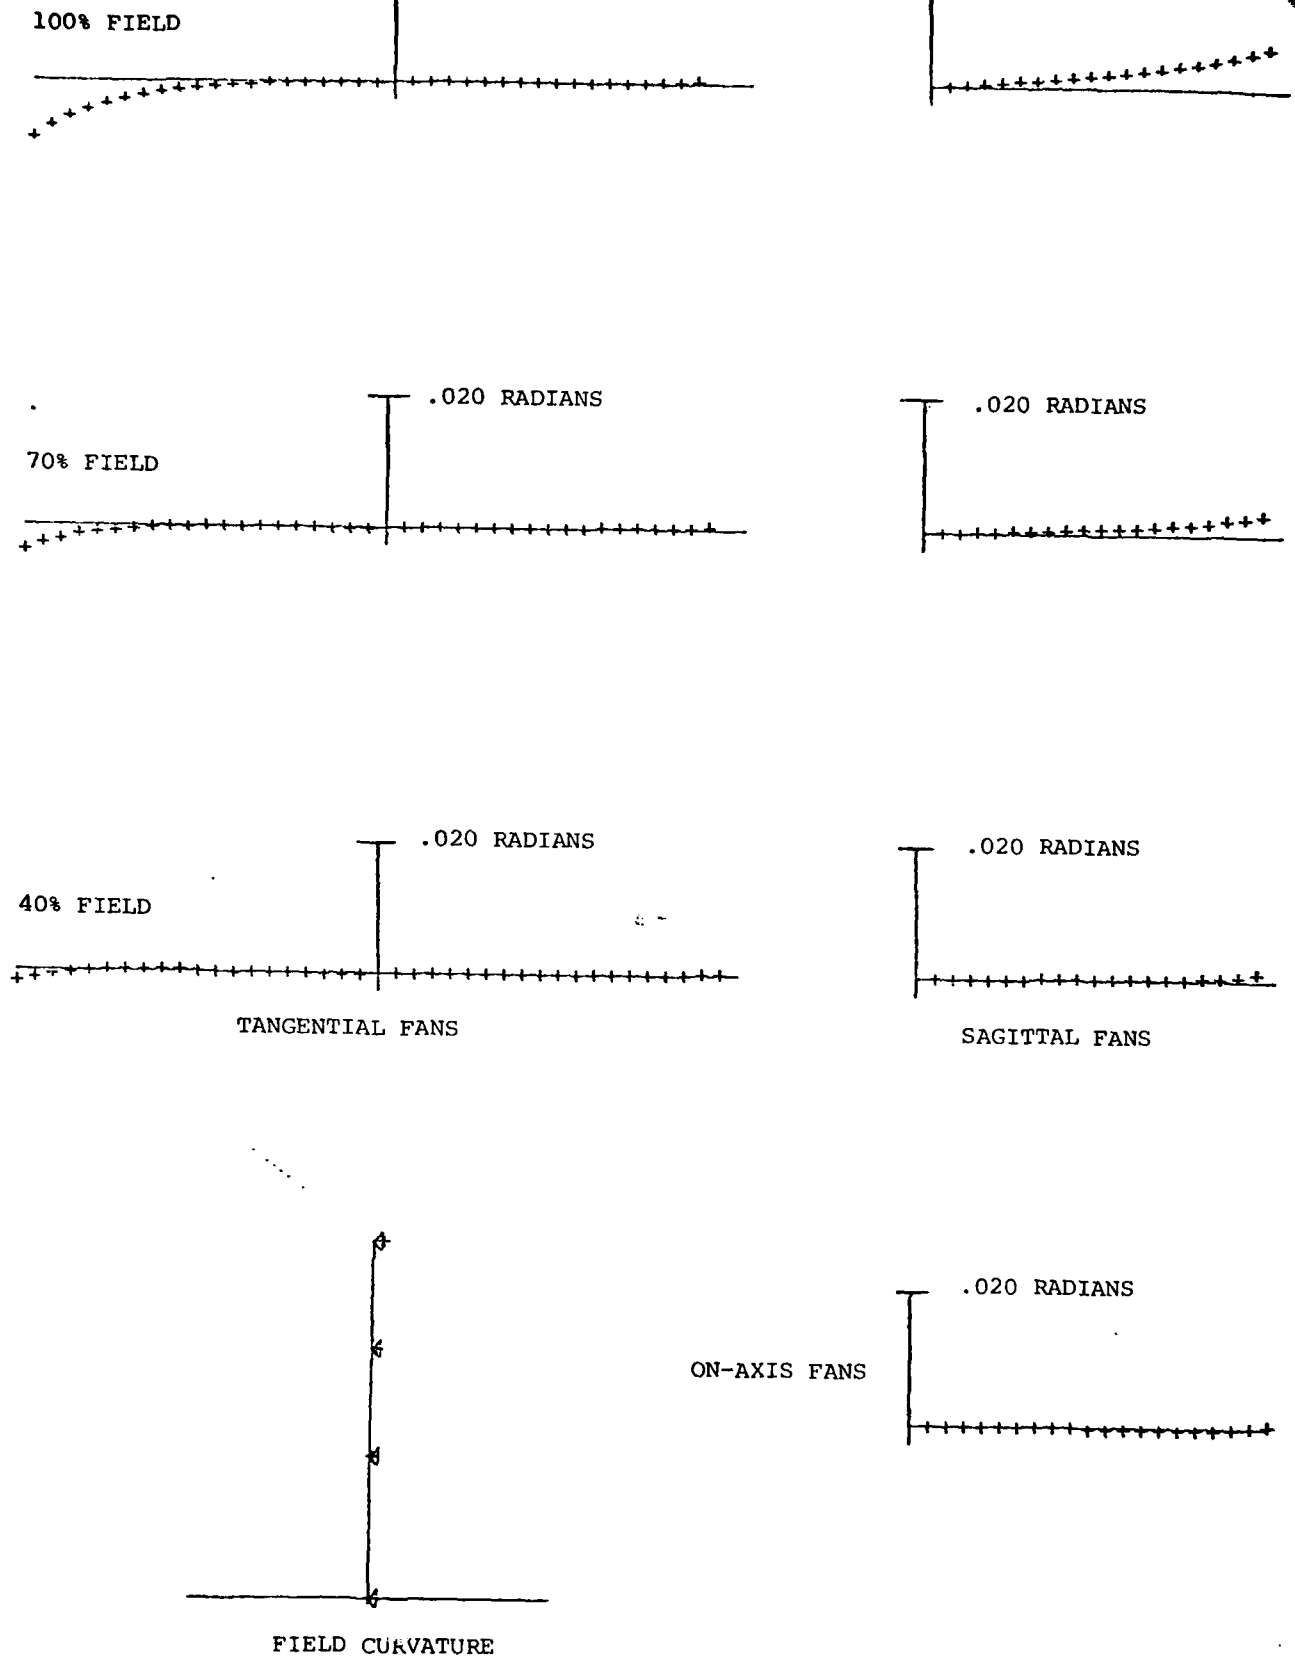 100% FIELD
.020 RADIANS
.020 RADIANS
70% FIELD
.020 RADIANS
.020 RADIANS
40% FIELD
TANGENTIAL FANS
SAGITTAL FANS
.020 RADIANS
ON-AXIS FANS
FIELD CURVATURE